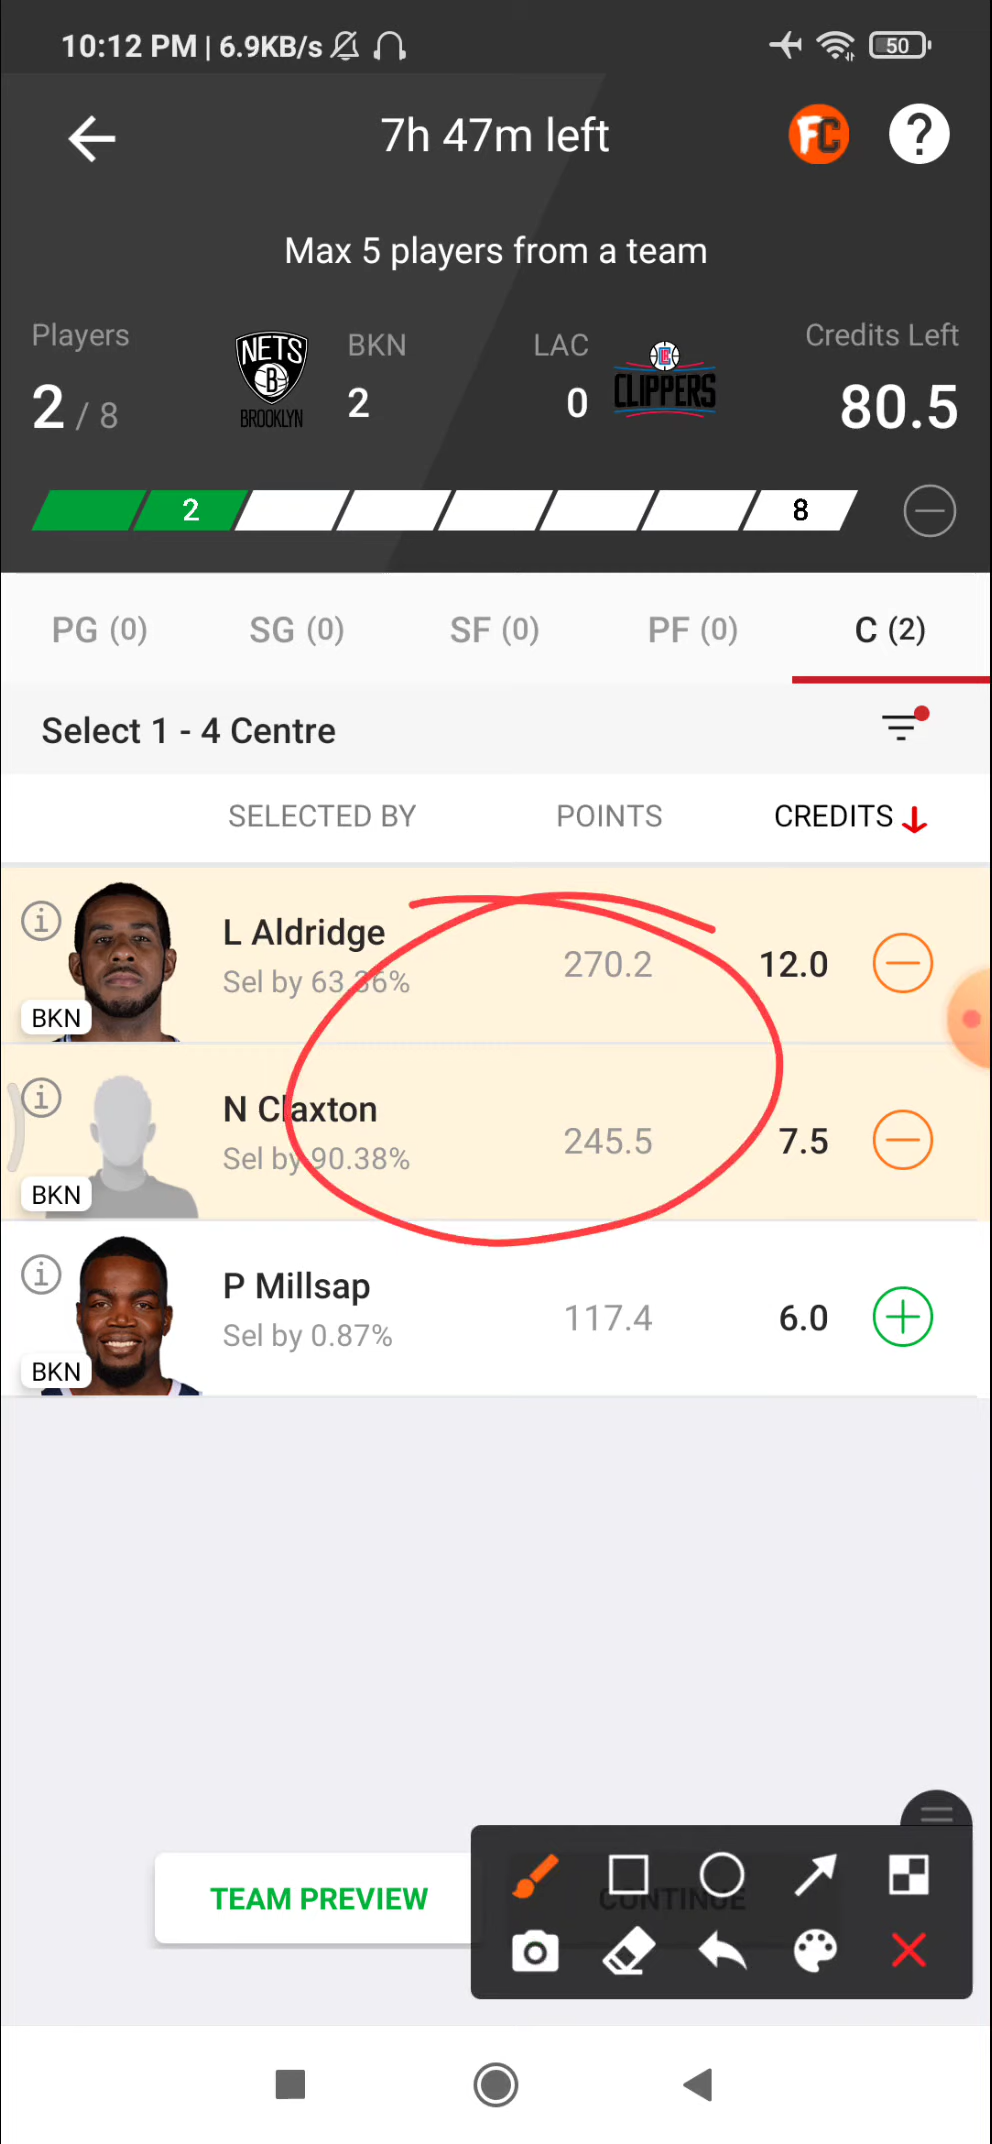 10:12 PM | 6.9KB/s 50
7h 47m left FC ?
Max 5 players from a team
Players BKN LAC Credits Left
NETS B BROOKLYN CLIPPERS
2 / 8 2 0 80.5
2 8
PG (0) SG (0) SF (0) PF (0) C (2)
Select 1 - 4 Centre
SELECTED BY POINTS CREDITS
L Aldridge
Sel by 63.36% 270.2 12.0
BKN
N Claxton
Sel by 90.38% 245.5 7.5
BKN
P Millsap
Sel by 0.87% 117.4 6.0
BKN
TEAM PREVIEW CONTINUE